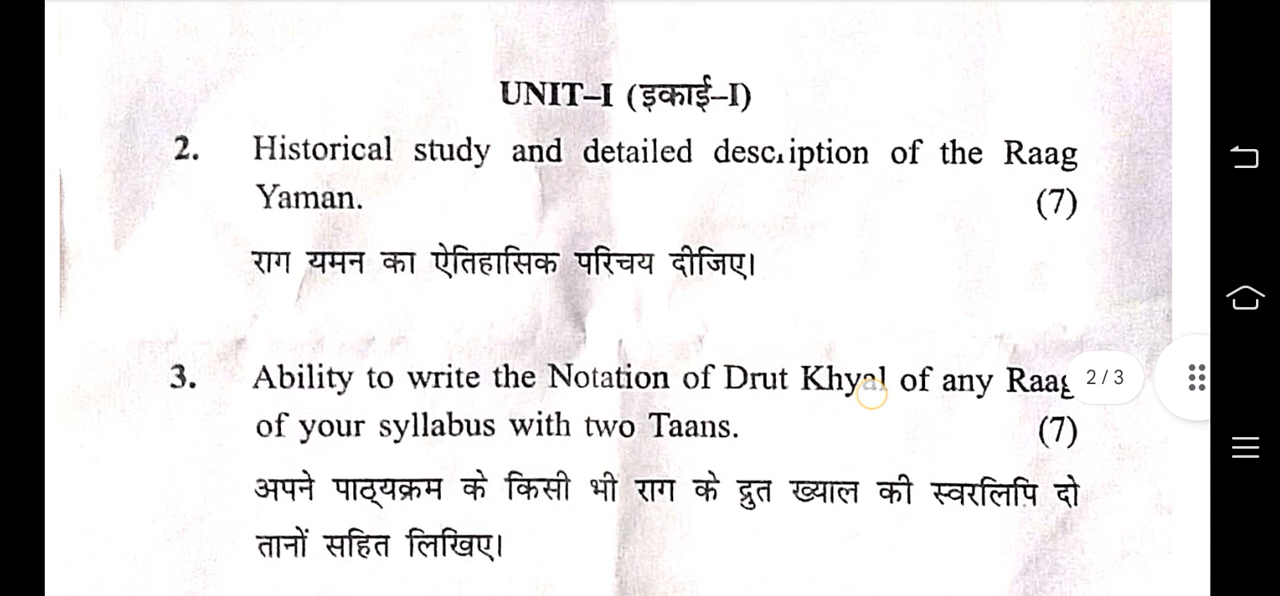 UNIT–I (इकाई–I)
2. Historical study and detailed description of the Raag
Yaman. (7)
राग यमन का ऐतिहासिक परिचय दीजिए।
3. Ability to write the Notation of Drut Khyal of any Raag
2/3
of your syllabus with two Taans. (7)
अपने पाठ्यक्रम के किसी भी राग के द्रुत ख्याल की स्वरलिपि दो
तानों सहित लिखिए।